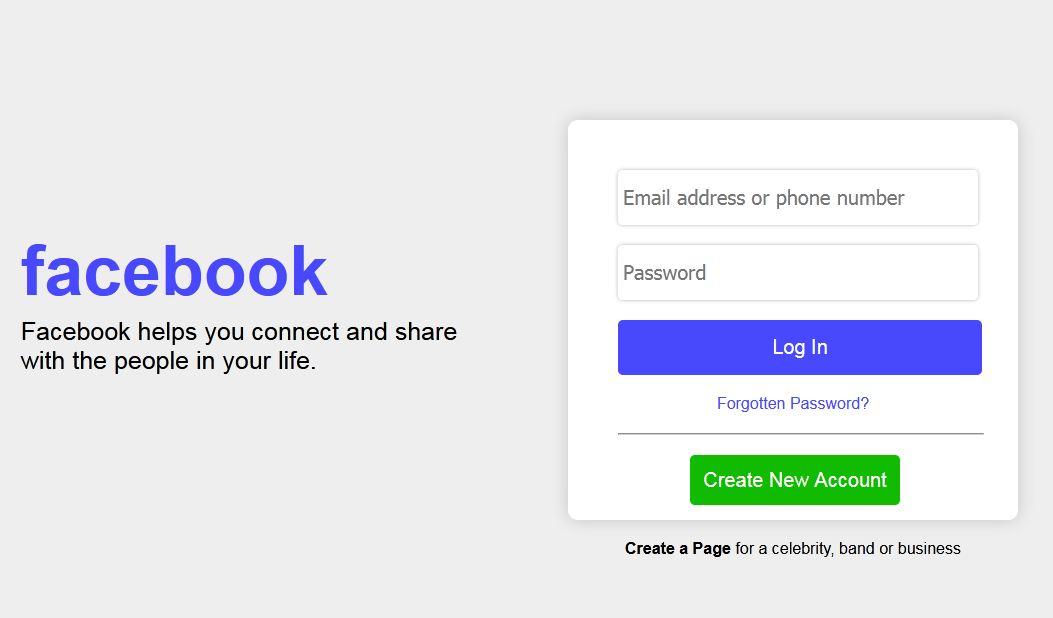 facebook
Facebook helps you connect and share
with the people in your life.
Email address or phone number
Password
Log In
Forgotten Password?
Create New Account
Create a Page for a celebrity, band or business